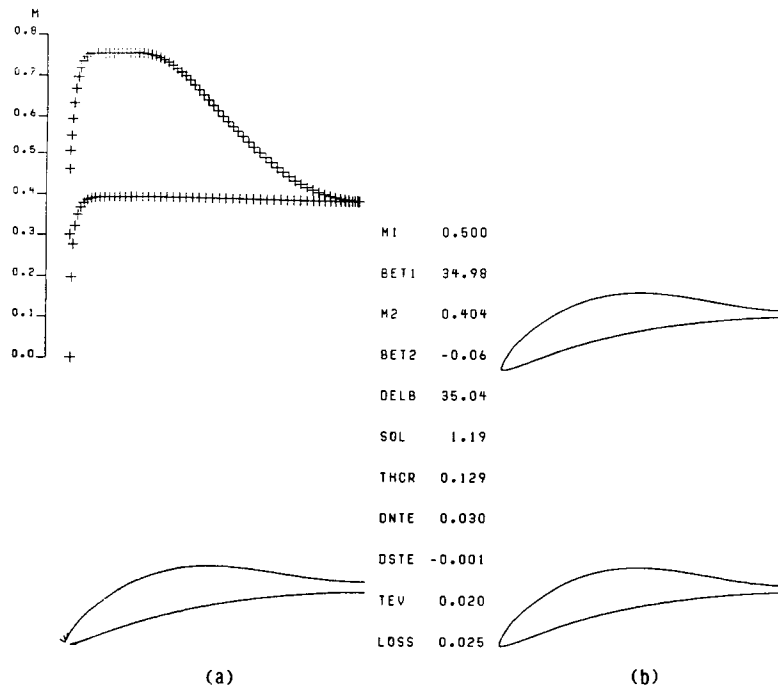 M
0.8
0.7
0.6
0.5
0.4
0.3
0.2
0.1
0.0
M1 0.500
BET1 34.98
M2 0.404
BET2 -0.06
DELB 35.04
SOL 1.19
THCR 0.129
DNTE 0.030
DSTE -0.001
TEV 0.020
LOSS 0.025
(a)
(b)